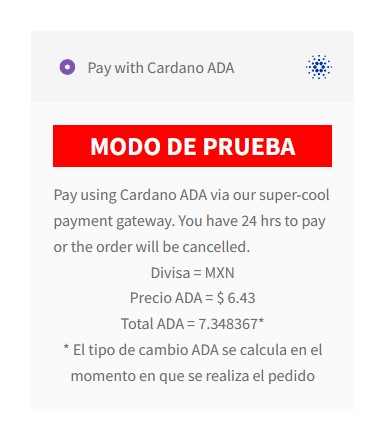 Pay with Cardano ADA
MODO DE PRUEBA
Pay using Cardano ADA via our super-cool
payment gateway. You have 24 hrs to pay
or the order will be cancelled.
Divisa = MXN
Precio ADA = $ 6.43
Total ADA = 7.348367*
* El tipo de cambio ADA se calcula en el
momento en que se realiza el pedido